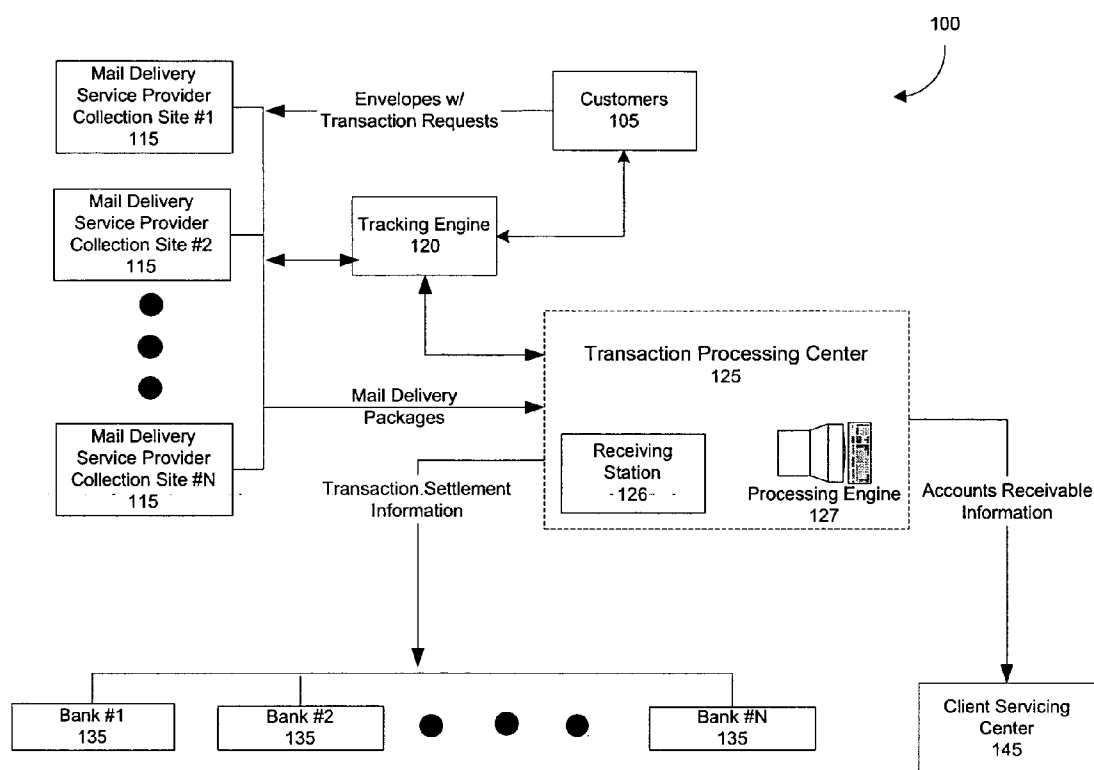 100
Mail Delivery
Service Provider
Collection Site #1
115
Envelopes w/
Transaction Requests
Customers
105
Mail Delivery
Service Provider
Collection Site #2
115
Tracking Engine
120
Transaction Processing Center
125
Mail Delivery
Packages
Mail Delivery
Service Provider
Collection Site #N
115
Transaction Settlement
Information
Receiving
Station
126
Processing Engine
127
Accounts Receivable
Information
Bank #1
135
Bank #2
135
Bank #N
135
Client Servicing
Center
145